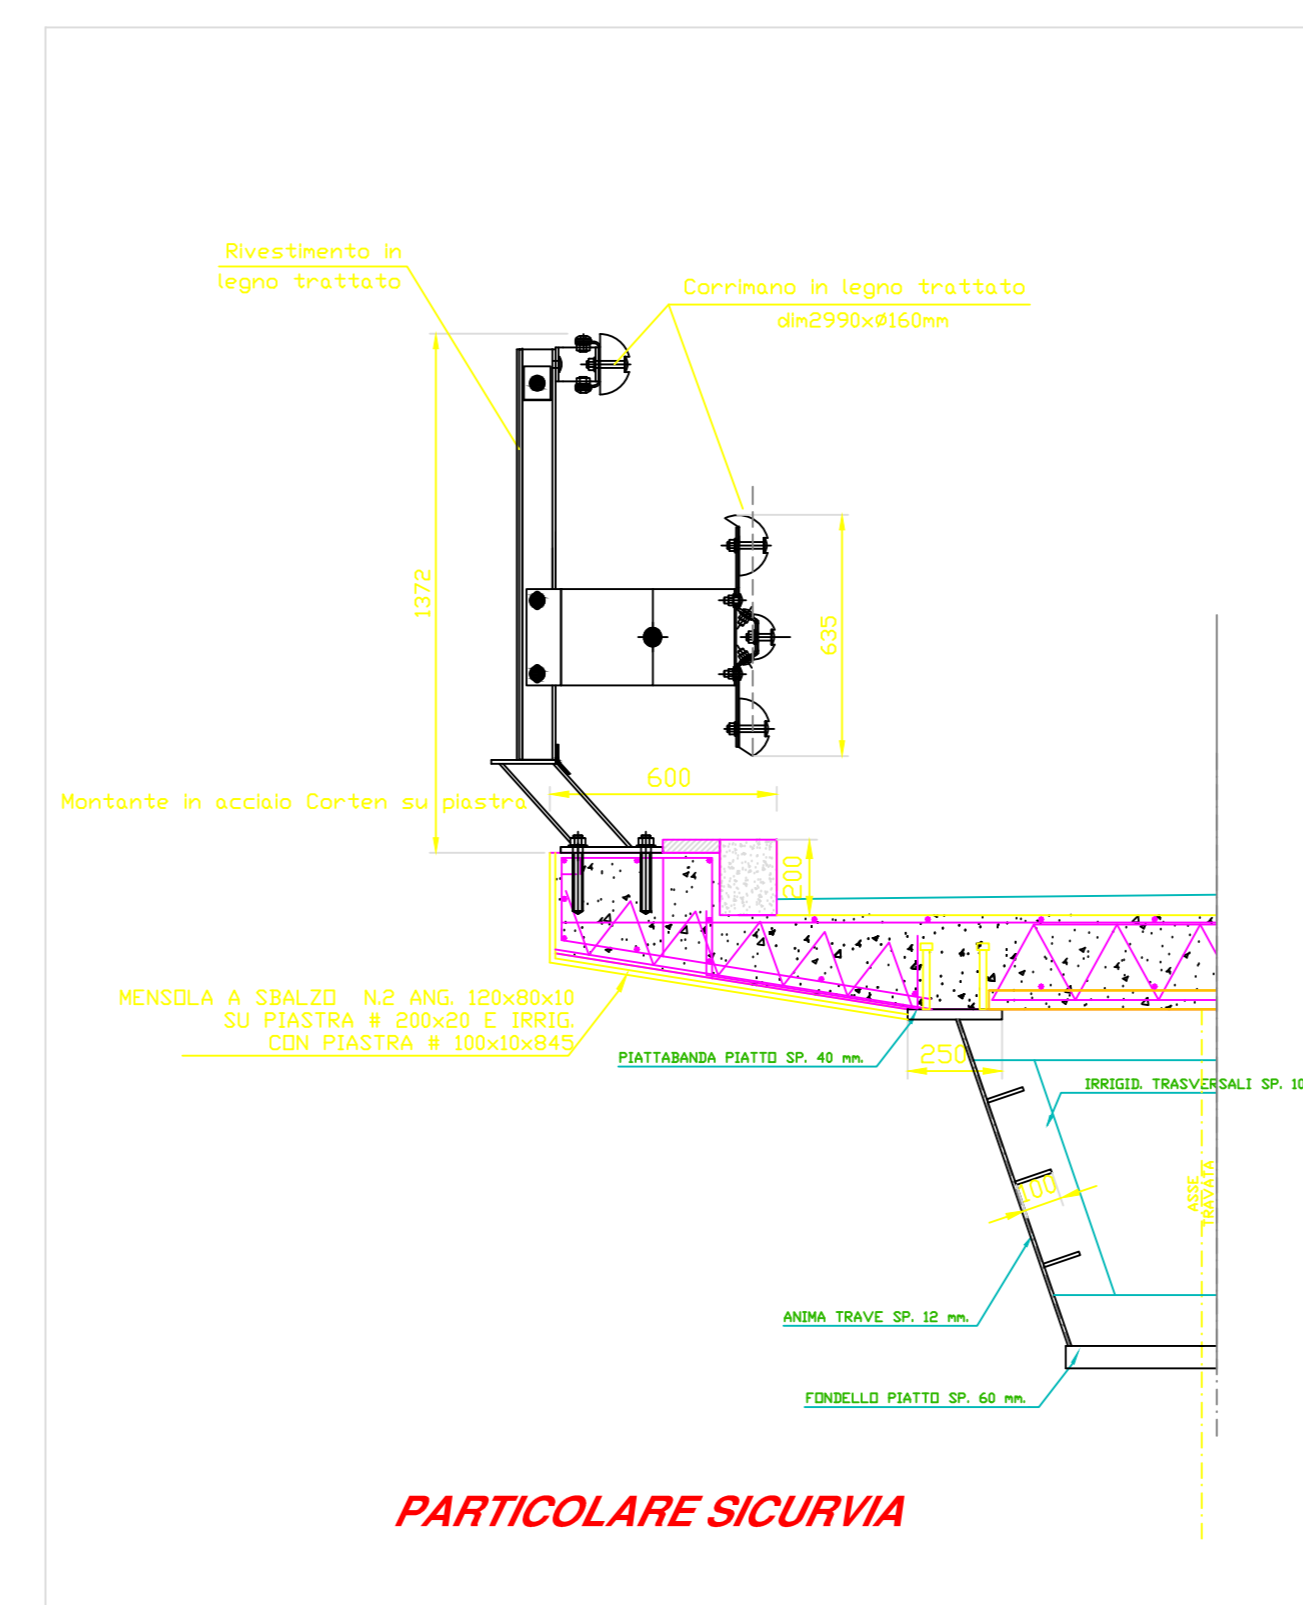 Rivestimento in
legno trattato
Corrimano in legno trattato
dim2990xØ160mm
1372
635
600
Montante in acciaio Corten su piastra
200
MENSOLA A SBALZO N.2 ANG. 120x80x10
SU PIASTRA # 200x20 E IRRIG.
CON PIASTRA # 100x10x845
PIATTABANDA PIATTO SP. 40 mm.
250
IRRIGID. TRASVERSALI SP. 10
100
ASSE
TRAVATA
ANIMA TRAVE SP. 12 mm.
FONDELLO PIATTO SP. 60 mm.
PARTICOLARE SICURVIA